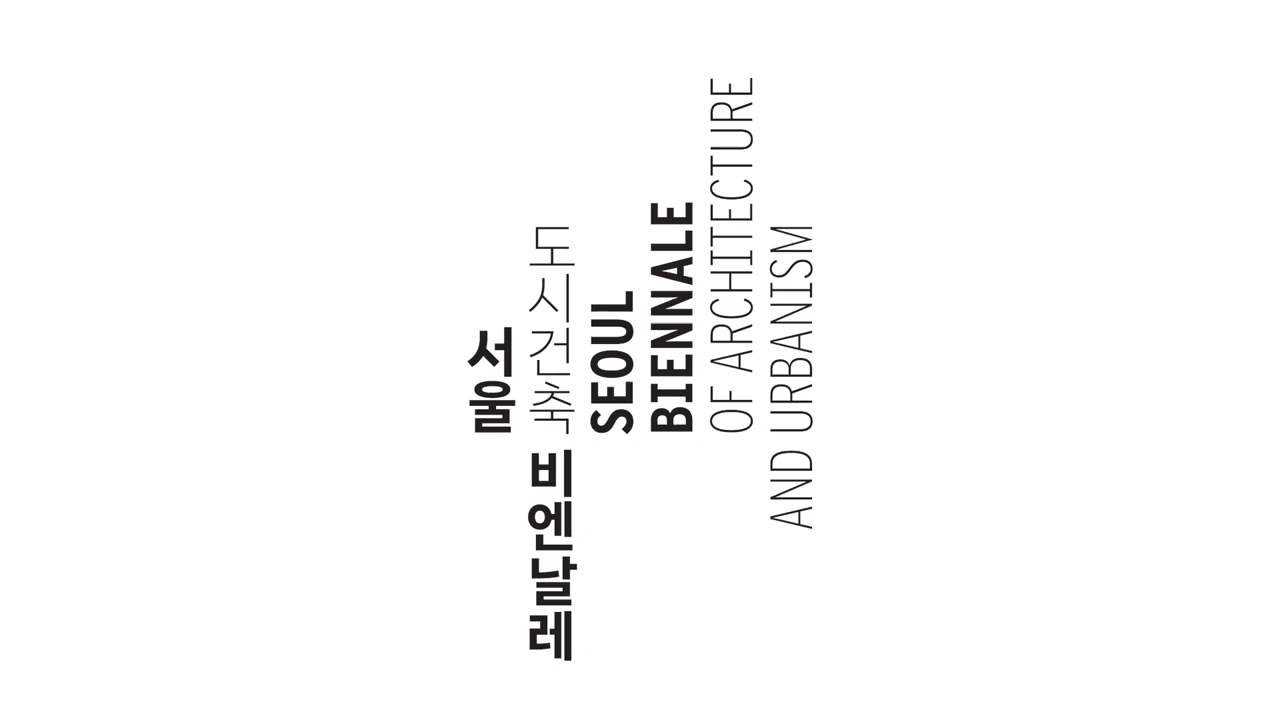 서울
도시건축 비엔날레
SEOUL
BIENNALE
OF ARCHITECTURE
AND URBANISM